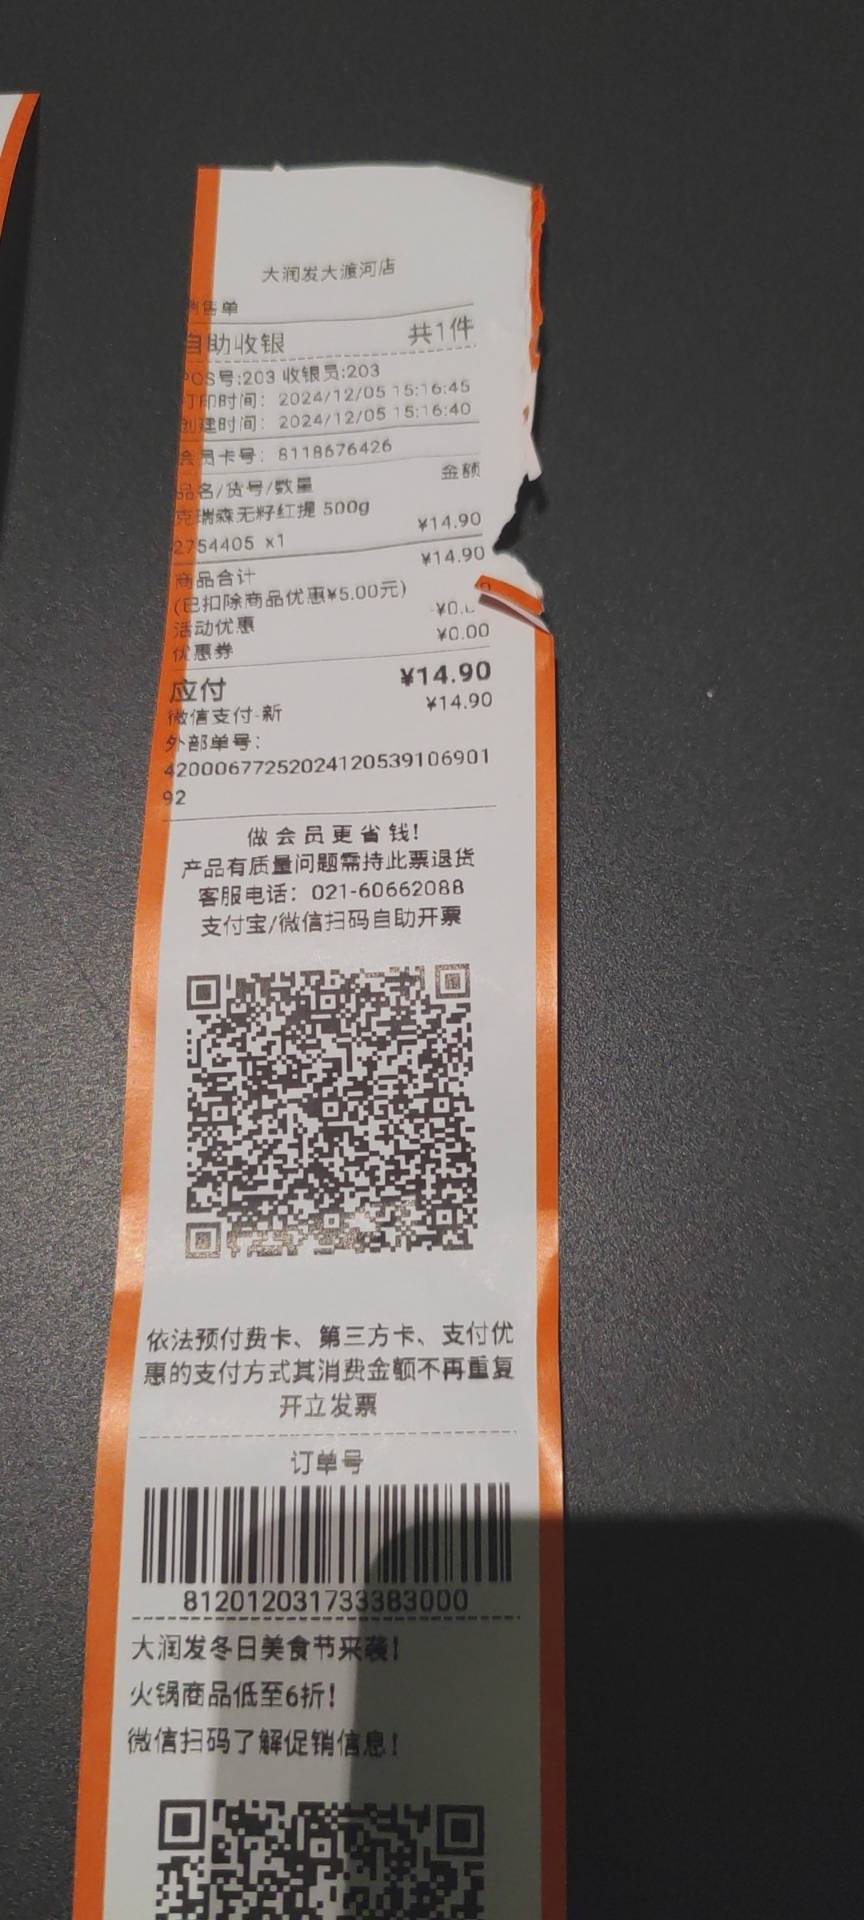 大润发大渡河店
销售单
自助收银 共1件
POS号:203 收银员:203
打印时间: 2024/12/05 15:16:45
创建时间: 2024/12/05 15:16:40
会员卡号: 8118676426
品名/货号/数量 金额
克瑞森无籽红提 500g
2754405 x1 ¥14.90
商品合计 ¥14.90
(已扣除商品优惠¥5.00元)
活动优惠
优惠券 ¥0.00
应付 ¥14.90
微信支付-新 ¥14.90
外部单号:
42000677252024120539106901
92
做会员更省钱!
产品有质量问题需持此票退货
客服电话: 021-60662088
支付宝/微信扫码自助开票
依法预付费卡、第三方卡、支付优
惠的支付方式其消费金额不再重复
开立发票
订单号
812012031733383000
大润发冬日美食节来袭!
火锅商品低至6折!
微信扫码了解促销信息!